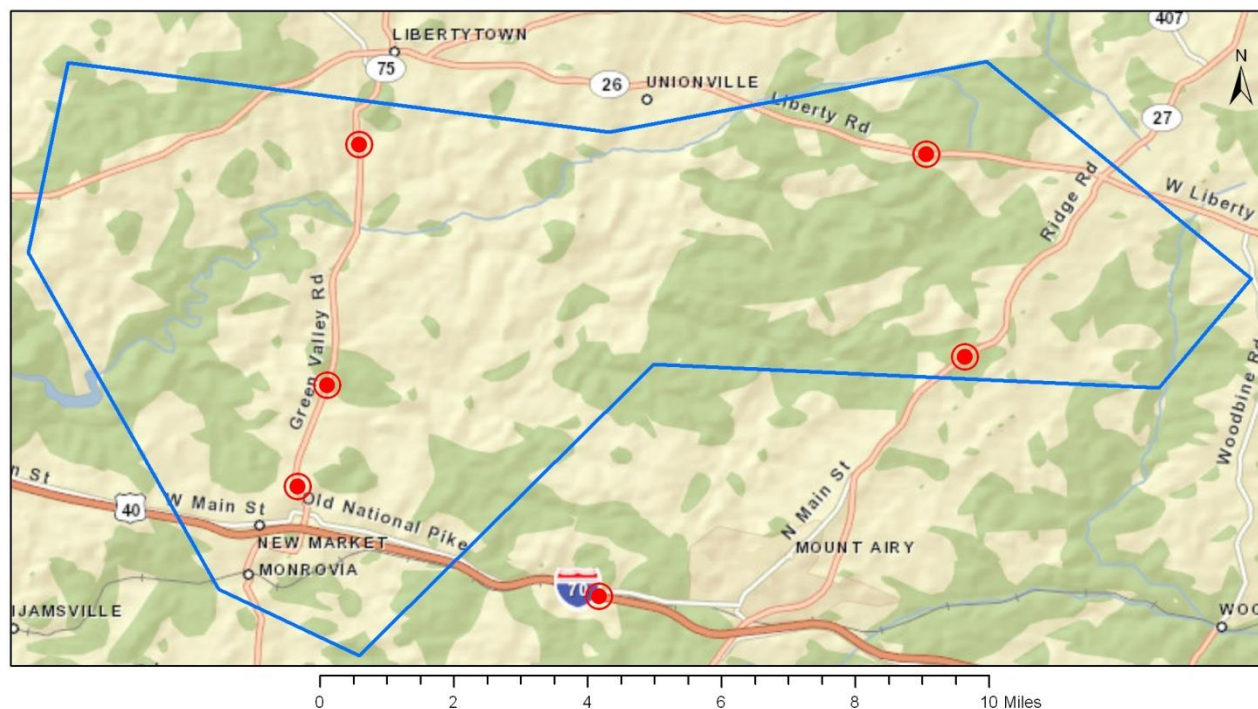 407
N
LIBERTYTOWN
75
26
UNIONVILLE
Liberty Rd
27
Ridge Rd
W Liberty
Green Valley Rd
Woodbine Rd
n St
40
W Main St
Old National Pike
N Main St
NEW MARKET
MOUNT AIRY
MONROVIA
70
IJAMSVILLE
WOO
0 2 4 6 8 10 Miles